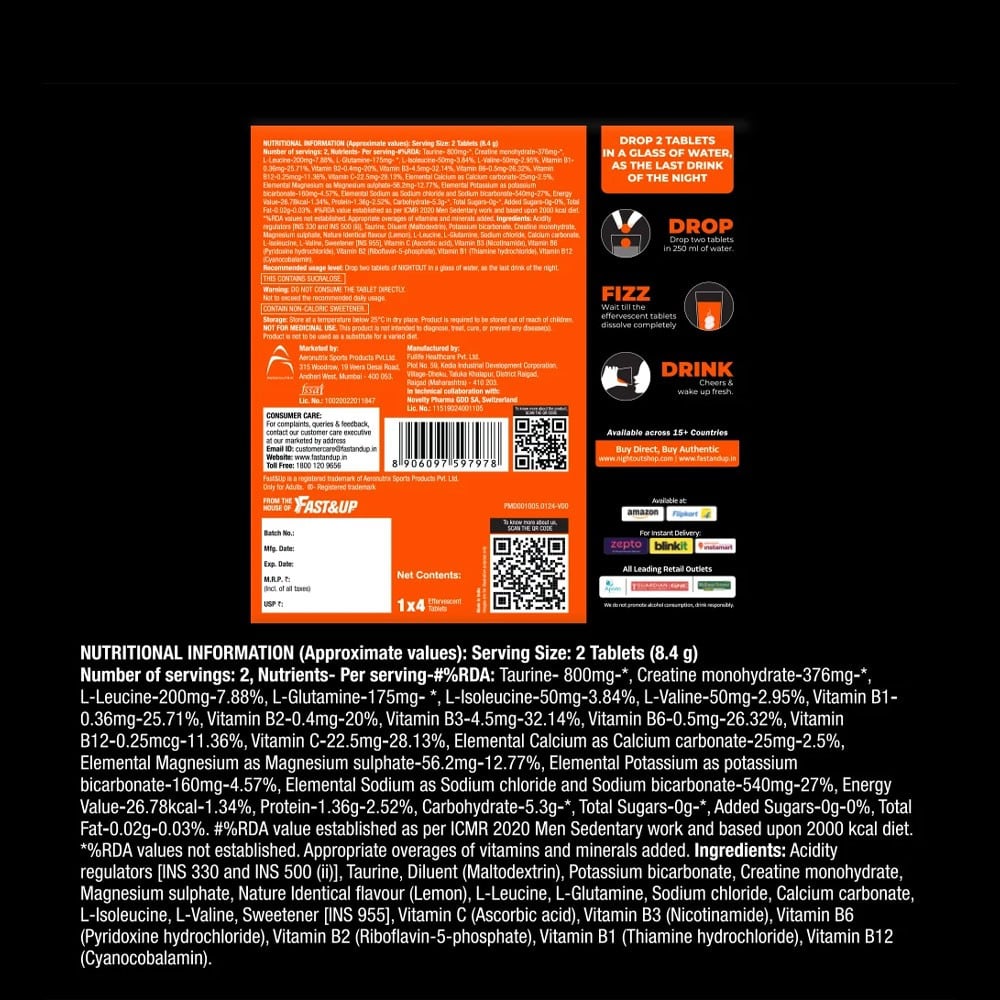 NUTRITIONAL INFORMATION (Approximate values): Serving Size: 2 Tablets (8.4 g)
Number of servings: 2, Nutrients- Per serving-#%RDA: Taurine- 800mg-*, Creatine monohydrate-376mg-*,
L-Leucine-200mg-7.88%, L-Glutamine-175mg- *, L-Isoleucine-50mg-3.84%, L-Valine-50mg-2.95%, Vitamin B1-
0.36mg-25.71%, Vitamin B2-0.4mg-20%, Vitamin B3-4.5mg-32.14%, Vitamin B6-0.5mg-26.32%, Vitamin
B12-0.25mcg-11.36%, Vitamin C-22.5mg-28.13%, Elemental Calcium as Calcium carbonate-25mg-2.5%,
Elemental Magnesium as Magnesium sulphate-56.2mg-12.77%, Elemental Potassium as potassium
bicarbonate-160mg-4.57%, Elemental Sodium as Sodium chloride and Sodium bicarbonate-540mg-27%, Energy
Value-26.78kcal-1.34%, Protein-1.36g-2.52%, Carbohydrate-5.3g-*, Total Sugars-0g-*, Added Sugars-0g-0%, Total
Fat-0.02g-0.03%. #%RDA value established as per ICMR 2020 Men Sedentary work and based upon 2000 kcal diet.
*%RDA values not established. Appropriate overages of vitamins and minerals added. Ingredients: Acidity
regulators [INS 330 and INS 500 (ii)], Taurine, Diluent (Maltodextrin), Potassium bicarbonate, Creatine monohydrate,
Magnesium sulphate, Nature Identical flavour (Lemon), L-Leucine, L-Glutamine, Sodium chloride, Calcium carbonate,
L-Isoleucine, L-Valine, Sweetener [INS 955], Vitamin C (Ascorbic acid), Vitamin B3 (Nicotinamide), Vitamin B6
(Pyridoxine hydrochloride), Vitamin B2 (Riboflavin-5-phosphate), Vitamin B1 (Thiamine hydrochloride), Vitamin B12
(Cyanocobalamin).
Recommended usage level: Drop two tablets of NIGHTOUT in a glass of water, as the last drink of the night.
THIS CONTAINS SUCRALOSE.
Warning: DO NOT CONSUME THE TABLET DIRECTLY.
Not to exceed the recommended daily usage.
CONTAIN NON-CALORIC SWEETENER.
Storage: Store at a temperature below 25°C in dry place. Product is required to be stored out of reach of children.
NOT FOR MEDICINAL USE. This product is not intended to diagnose, treat, cure, or prevent any disease(s).
Product is not to be used as a substitute for a varied diet.
Marketed by:
Aeronutrix Sports Products Pvt.Ltd.
315 Woodrow, 19 Veera Desai Road,
Andheri West, Mumbai - 400 053.
fssai
Lic. No.: 10020022011847
Manufactured by:
Fullife Healthcare Pvt. Ltd.
Plot No. 59, Kedia Industrial Development Corporation,
Village-Dheku, Taluka Khalapur, District Raigad,
Raigad (Maharashtra) - 410 203.
In technical collaboration with:
Novelty Pharma GDD SA, Switzerland
Lic. No.: 11519024001105
CONSUMER CARE:
For complaints, queries & feedback,
contact our customer care executive
at our marketed by address
Email ID: customercare@fastandup.in
Website: www.fastandup.in
Toll Free: 1800 120 9656
8 906097 597978
To know more about the product,
SCAN THE QR CODE
Fast&Up is a registered trademark of Aeronutrix Sports Products Pvt. Ltd.
Only for Adults. ®- Registered trademark
FROM THE
HOUSE OF FAST&UP
PMD001005.0124-V00
Batch No.:
Mfg. Date:
Exp. Date:
M.R.P. ₹:
(Incl. of all taxes)
USP ₹:
Net Contents:
1x4 Effervescent
Tablets
To know more about us,
SCAN THE QR CODE
Made in India
DROP 2 TABLETS
IN A GLASS OF WATER,
AS THE LAST DRINK
OF THE NIGHT
DROP
Drop two tablets
in 250 ml of water.
FIZZ
Wait till the
effervescent tablets
dissolve completely
DRINK
Cheers &
wake up fresh.
Available across 15+ Countries
Buy Direct, Buy Authentic
www.nightoutshop.com | www.fastandup.in
Available at:
amazon
Flipkart
For Instant Delivery:
zepto
blinkit
instamart
All Leading Retail Outlets
GUARDIAN GNC
We do not promote alcohol consumption, drink responsibly.
NUTRITIONAL INFORMATION (Approximate values): Serving Size: 2 Tablets (8.4 g)
Number of servings: 2, Nutrients- Per serving-#%RDA: Taurine- 800mg-*, Creatine monohydrate-376mg-*,
L-Leucine-200mg-7.88%, L-Glutamine-175mg- *, L-Isoleucine-50mg-3.84%, L-Valine-50mg-2.95%, Vitamin B1-
0.36mg-25.71%, Vitamin B2-0.4mg-20%, Vitamin B3-4.5mg-32.14%, Vitamin B6-0.5mg-26.32%, Vitamin
B12-0.25mcg-11.36%, Vitamin C-22.5mg-28.13%, Elemental Calcium as Calcium carbonate-25mg-2.5%,
Elemental Magnesium as Magnesium sulphate-56.2mg-12.77%, Elemental Potassium as potassium
bicarbonate-160mg-4.57%, Elemental Sodium as Sodium chloride and Sodium bicarbonate-540mg-27%, Energy
Value-26.78kcal-1.34%, Protein-1.36g-2.52%, Carbohydrate-5.3g-*, Total Sugars-0g-*, Added Sugars-0g-0%, Total
Fat-0.02g-0.03%. #%RDA value established as per ICMR 2020 Men Sedentary work and based upon 2000 kcal diet.
*%RDA values not established. Appropriate overages of vitamins and minerals added. Ingredients: Acidity
regulators [INS 330 and INS 500 (ii)], Taurine, Diluent (Maltodextrin), Potassium bicarbonate, Creatine monohydrate,
Magnesium sulphate, Nature Identical flavour (Lemon), L-Leucine, L-Glutamine, Sodium chloride, Calcium carbonate,
L-Isoleucine, L-Valine, Sweetener [INS 955], Vitamin C (Ascorbic acid), Vitamin B3 (Nicotinamide), Vitamin B6
(Pyridoxine hydrochloride), Vitamin B2 (Riboflavin-5-phosphate), Vitamin B1 (Thiamine hydrochloride), Vitamin B12
(Cyanocobalamin).